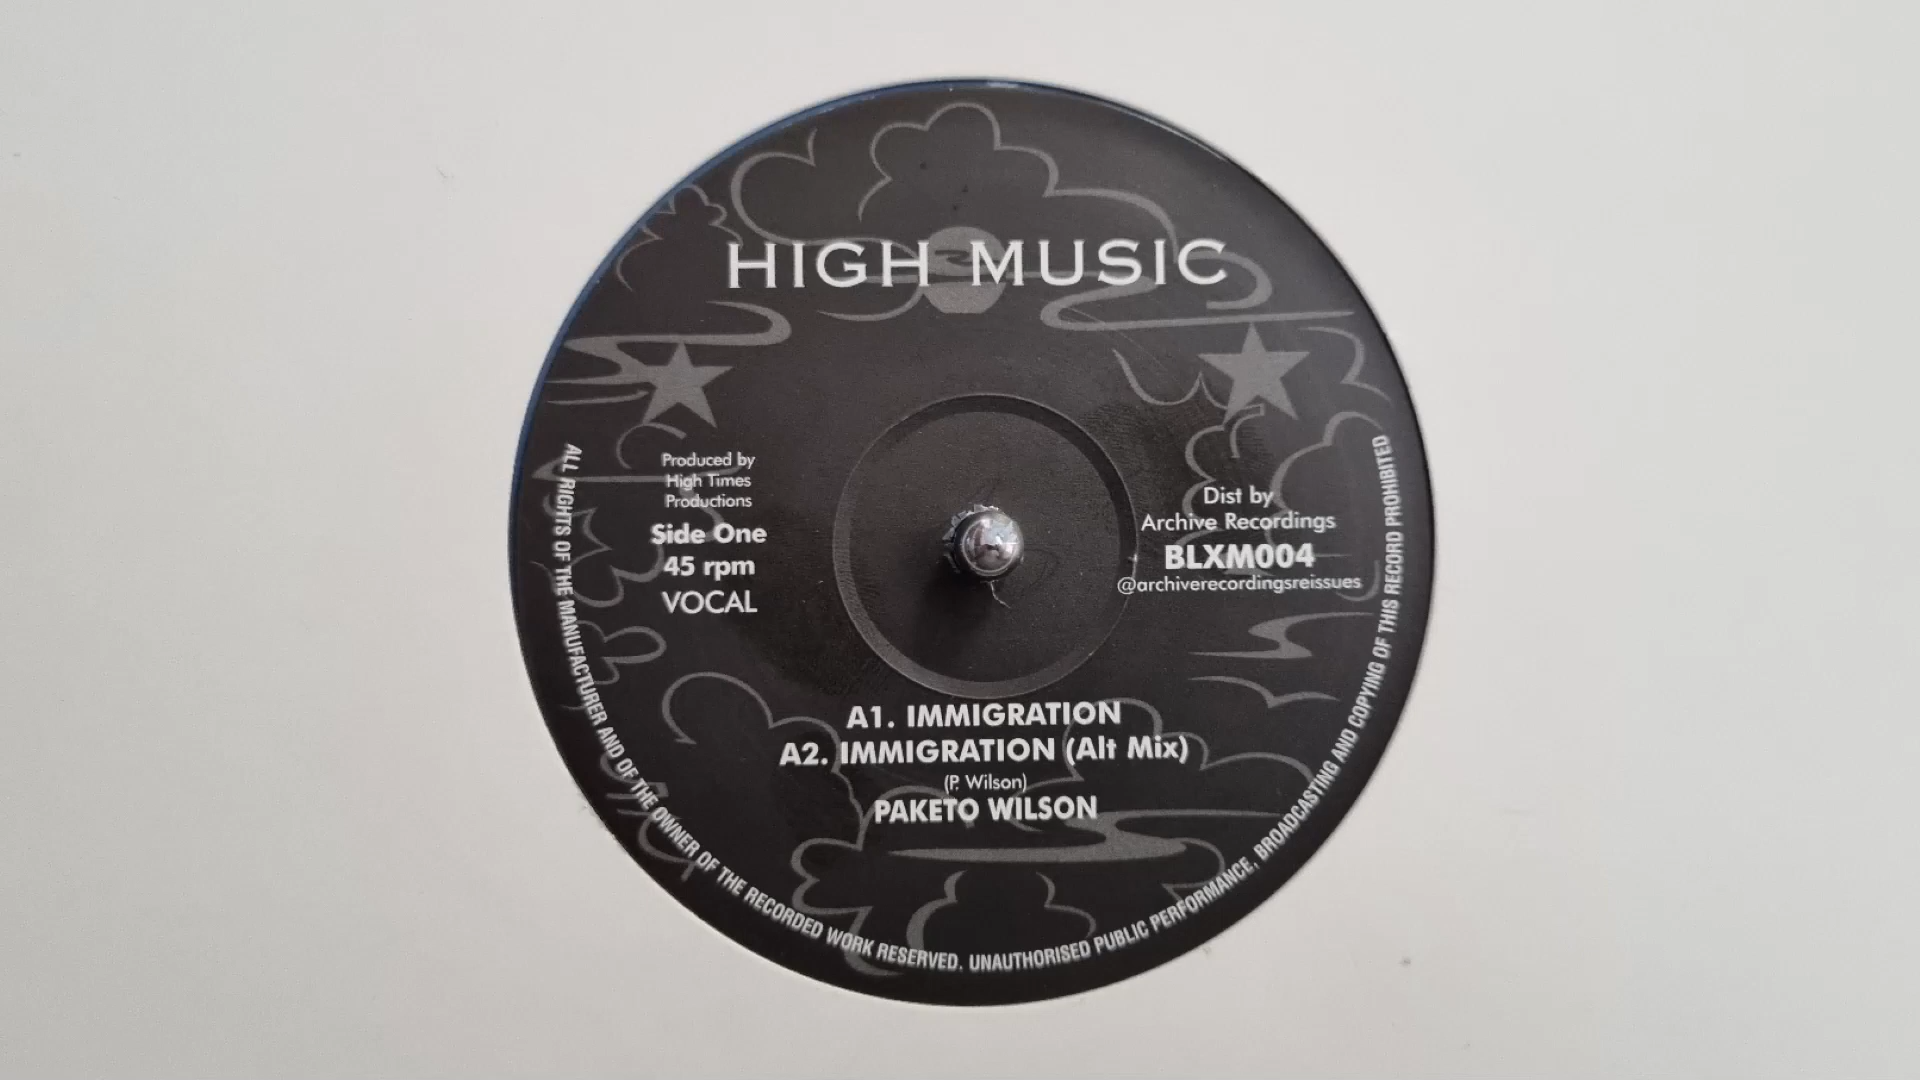 HIGH MUSIC
Produced by
High Times
Productions
Side One
45 rpm
VOCAL
Dist by
Archive Recordings
BLXM004
@archiverecordingsreissues
A1. IMMIGRATION
A2. IMMIGRATION (Alt Mix)
(P. Wilson)
PAKETO WILSON
ALL RIGHTS OF THE MANUFACTURER AND OF THE OWNER OF THE RECORDED WORK RESERVED. UNAUTHORISED PUBLIC PERFORMANCE, BROADCASTING AND COPYING OF THIS RECORD PROHIBITED